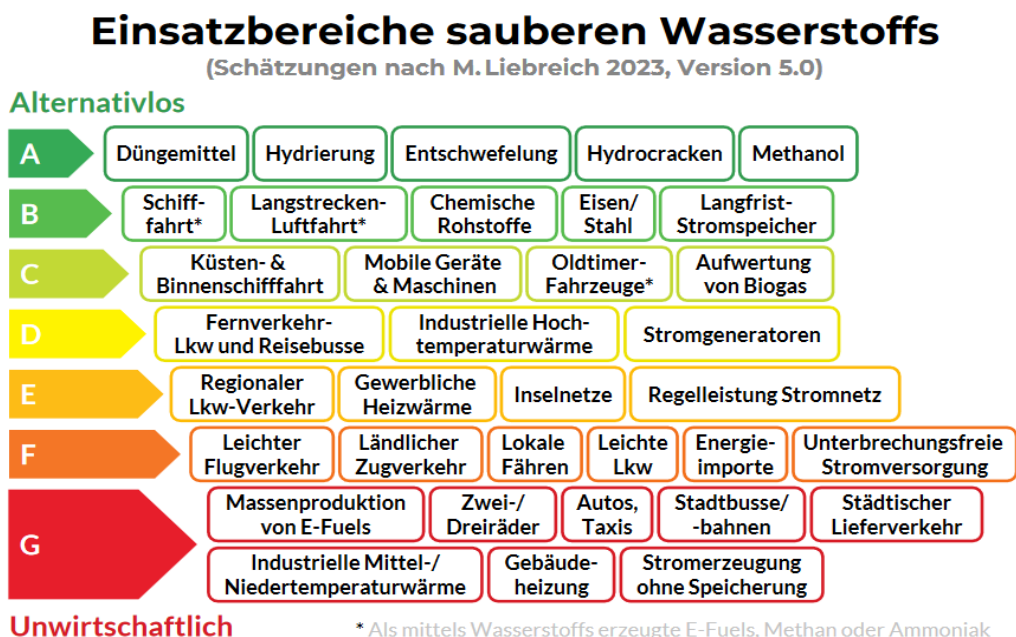 Einsatzbereiche sauberen Wasserstoffs
(Schätzungen nach M. Liebreich 2023, Version 5.0)
Alternativlos
A
Düngemittel
Hydrierung
Entschwefelung
Hydrocracken
Methanol
B
Schiff-
fahrt*
Langstrecken-
Luftfahrt*
Chemische
Rohstoffe
Eisen/
Stahl
Langfrist-
Stromspeicher
C
Küsten- &
Binnenschifffahrt
Mobile Geräte
& Maschinen
Oldtimer-
Fahrzeuge*
Aufwertung
von Biogas
D
Fernverkehr-
Lkw und Reisebusse
Industrielle Hoch-
temperaturwärme
Stromgeneratoren
E
Regionaler
Lkw-Verkehr
Gewerbliche
Heizwärme
Inselnetze
Regelleistung Stromnetz
F
Leichter
Flugverkehr
Ländlicher
Zugverkehr
Lokale
Fähren
Leichte
Lkw
Energie-
importe
Unterbrechungsfreie
Stromversorgung
G
Massenproduktion
von E-Fuels
Zwei-/
Dreiräder
Autos,
Taxis
Stadtbusse/
-bahnen
Städtischer
Lieferverkehr
Industrielle Mittel-/
Niedertemperaturwärme
Gebäude-
heizung
Stromerzeugung
ohne Speicherung
Unwirtschaftlich
* Als mittels Wasserstoffs erzeugte E-Fuels, Methan oder Ammoniak